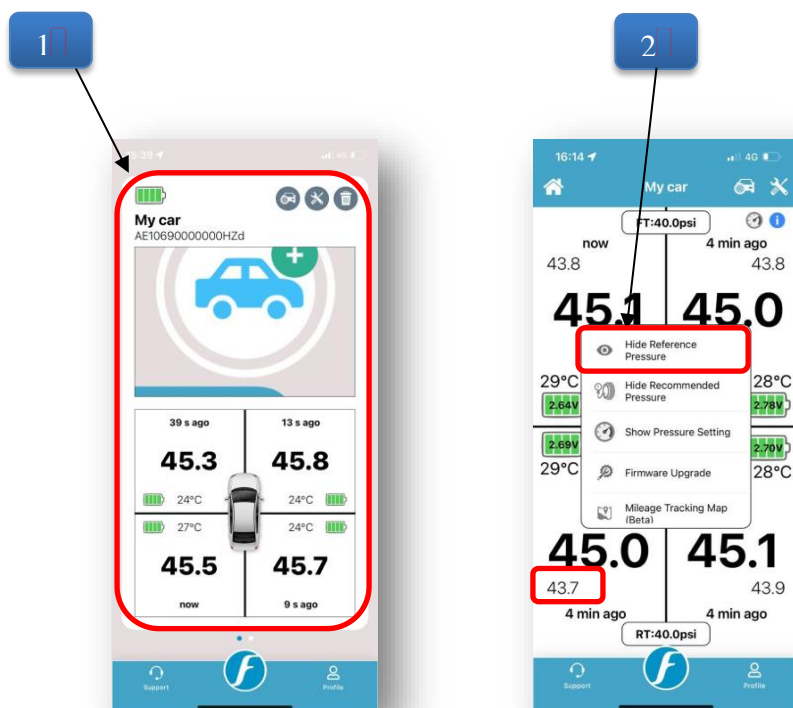 1
2
15:39
4G
My car
AE10690000000HZd
39 s ago
13 s ago
45.3
45.8
24°C
24°C
27°C
24°C
45.5
45.7
now
9 s ago
Support
Profile
16:14
4G
My car
FT:40.0psi
now
4 min ago
43.8
43.8
45.1
45.0
Hide Reference
Pressure
29°C
28°C
Hide Recommended
Pressure
2.64V
2.78V
Show Pressure Setting
2.69V
2.70V
29°C
28°C
Firmware Upgrade
Mileage Tracking Map
(Beta)
45.0
45.1
43.7
43.9
4 min ago
4 min ago
RT:40.0psi
Support
Profile